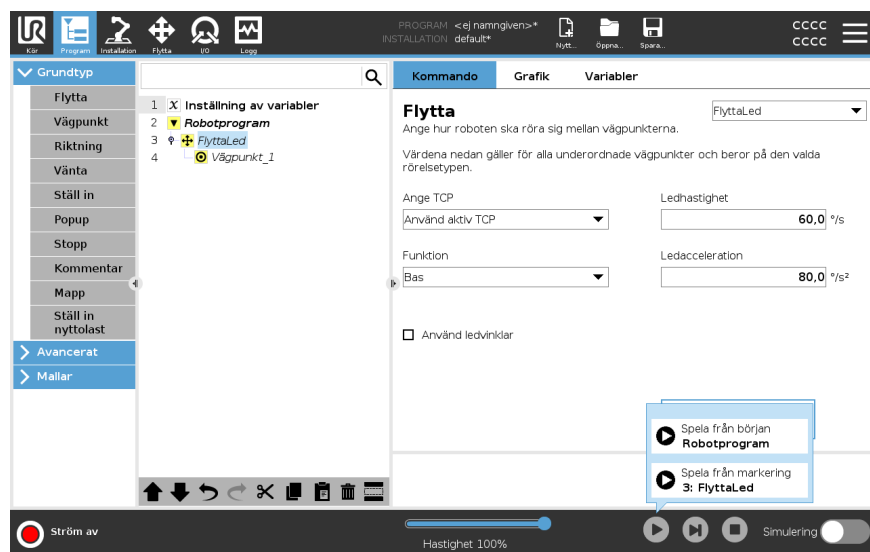 UR
Kör
Program
Installation
Flytta
I/O
Logg
PROGRAM <ej namngiven>*
INSTALLATION default*
Nytt...
Öppna...
Spara...
cccc
cccc
Grundtyp
Flytta
Vägpunkt
Riktning
Vänta
Ställ in
Popup
Stopp
Kommentar
Mapp
Ställ in
nyttolast
Avancerat
Mallar
1 X Inställning av variabler
2 Robotprogram
3 FlyttaLed
4 Vägpunkt_1
Kommando
Grafik
Variabler
Flytta
FlyttaLed
Ange hur roboten ska röra sig mellan vägpunkterna.
Värdena nedan gäller för alla underordnade vägpunkter och beror på den valda
rörelsetypen.
Ange TCP
Ledhastighet
Använd aktiv TCP
60,0 °/s
Funktion
Ledacceleration
Bas
80,0 °/s²
Använd ledvinklar
Spela från början
Robotprogram
Spela från markering
3: FlyttaLed
Ström av
Hastighet 100%
Simulering